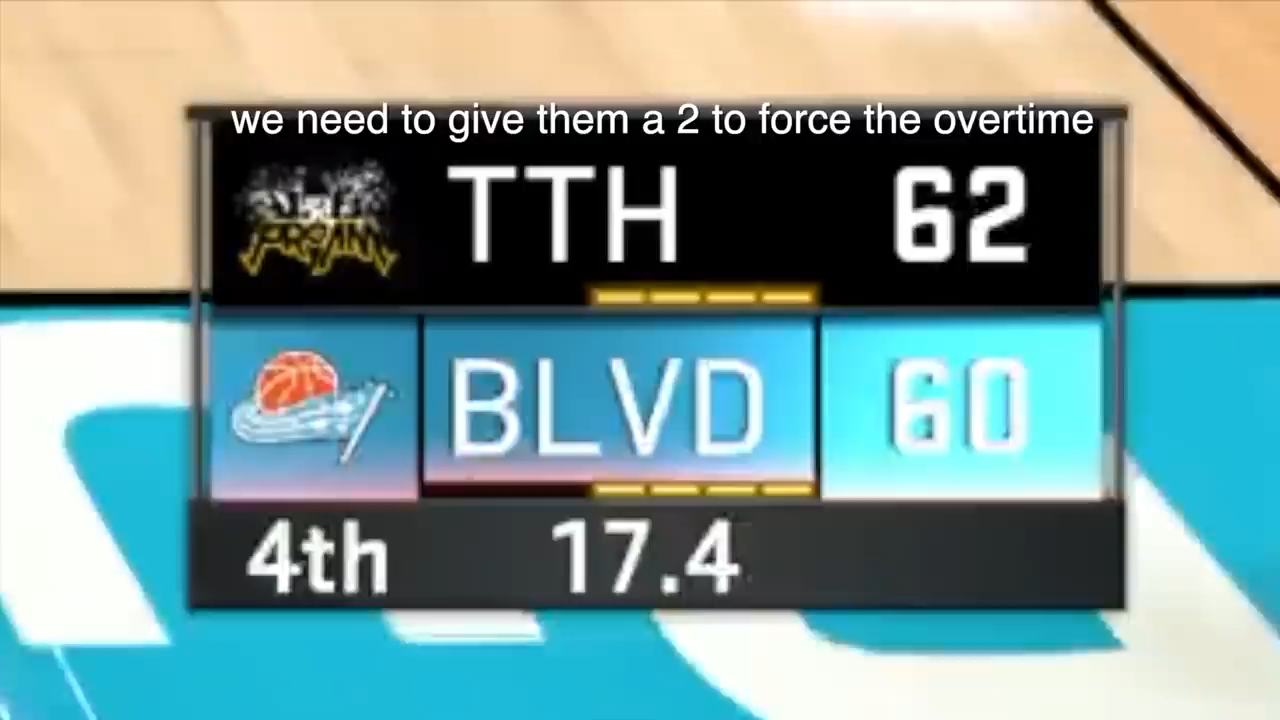 we need to give them a 2 to force the overtime
TTH 62
BLVD 60
4th 17.4